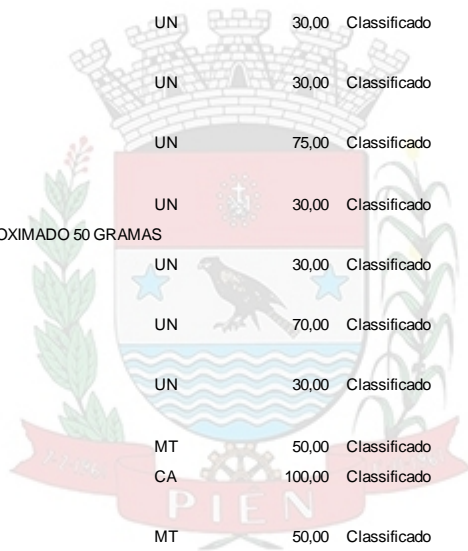 UN 30,00 Classificado
UN 30,00 Classificado
UN 75,00 Classificado
UN 30,00 Classificado
OXIMADO 50 GRAMAS
UN 30,00 Classificado
UN 70,00 Classificado
UN 30,00 Classificado
MT 50,00 Classificado
CA 100,00 Classificado
PIEN
MT 50,00 Classificado